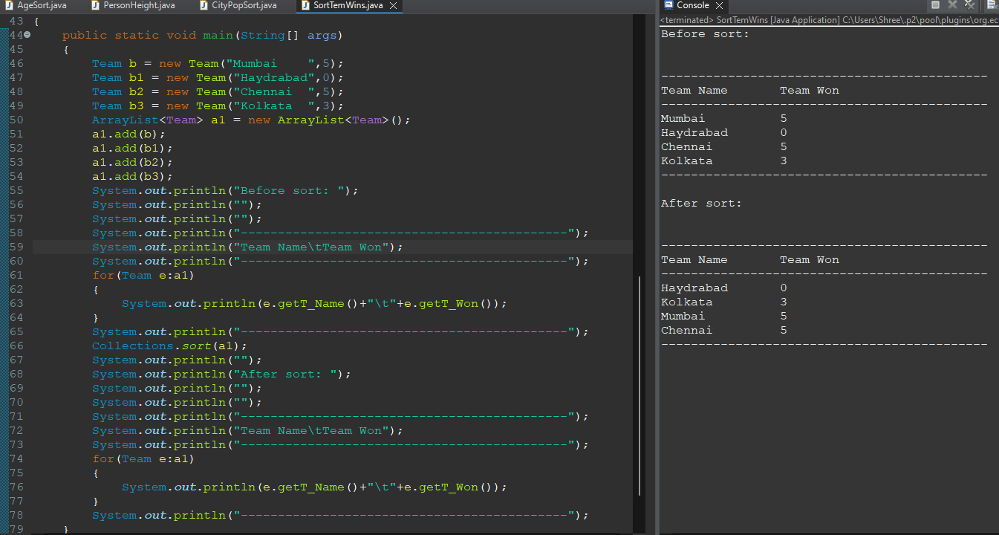 AgeSort.java PersonHeight.java CityPopSort.java SortTemWins.java
43 {
44 public static void main(String[] args)
45 {
46 Team b = new Team("Mumbai    ",5);
47 Team b1 = new Team("Haydrabad",0);
48 Team b2 = new Team("Chennai  ",5);
49 Team b3 = new Team("Kolkata  ",3);
50 ArrayList<Team> a1 = new ArrayList<Team>();
51 a1.add(b);
52 a1.add(b1);
53 a1.add(b2);
54 a1.add(b3);
55 System.out.println("Before sort: ");
56 System.out.println("");
57 System.out.println("");
58 System.out.println("--------------------------------------------");
59 System.out.println("Team Name\tTeam Won");
60 System.out.println("--------------------------------------------");
61 for(Team e:a1)
62 {
63 System.out.println(e.getT_Name()+"\t"+e.getT_Won());
64 }
65 System.out.println("--------------------------------------------");
66 Collections.sort(a1);
67 System.out.println("");
68 System.out.println("After sort: ");
69 System.out.println("");
70 System.out.println("");
71 System.out.println("--------------------------------------------");
72 System.out.println("Team Name\tTeam Won");
73 System.out.println("--------------------------------------------");
74 for(Team e:a1)
75 {
76 System.out.println(e.getT_Name()+"\t"+e.getT_Won());
77 }
78 System.out.println("--------------------------------------------");
79 }
Console
<terminated> SortTemWins [Java Application] C:\Users\Shree\.p2\pool\plugins\org.ec
Before sort:
--------------------------------------------
Team Name Team Won
--------------------------------------------
Mumbai 5
Haydrabad 0
Chennai 5
Kolkata 3
--------------------------------------------
After sort:
--------------------------------------------
Team Name Team Won
--------------------------------------------
Haydrabad 0
Kolkata 3
Mumbai 5
Chennai 5
--------------------------------------------